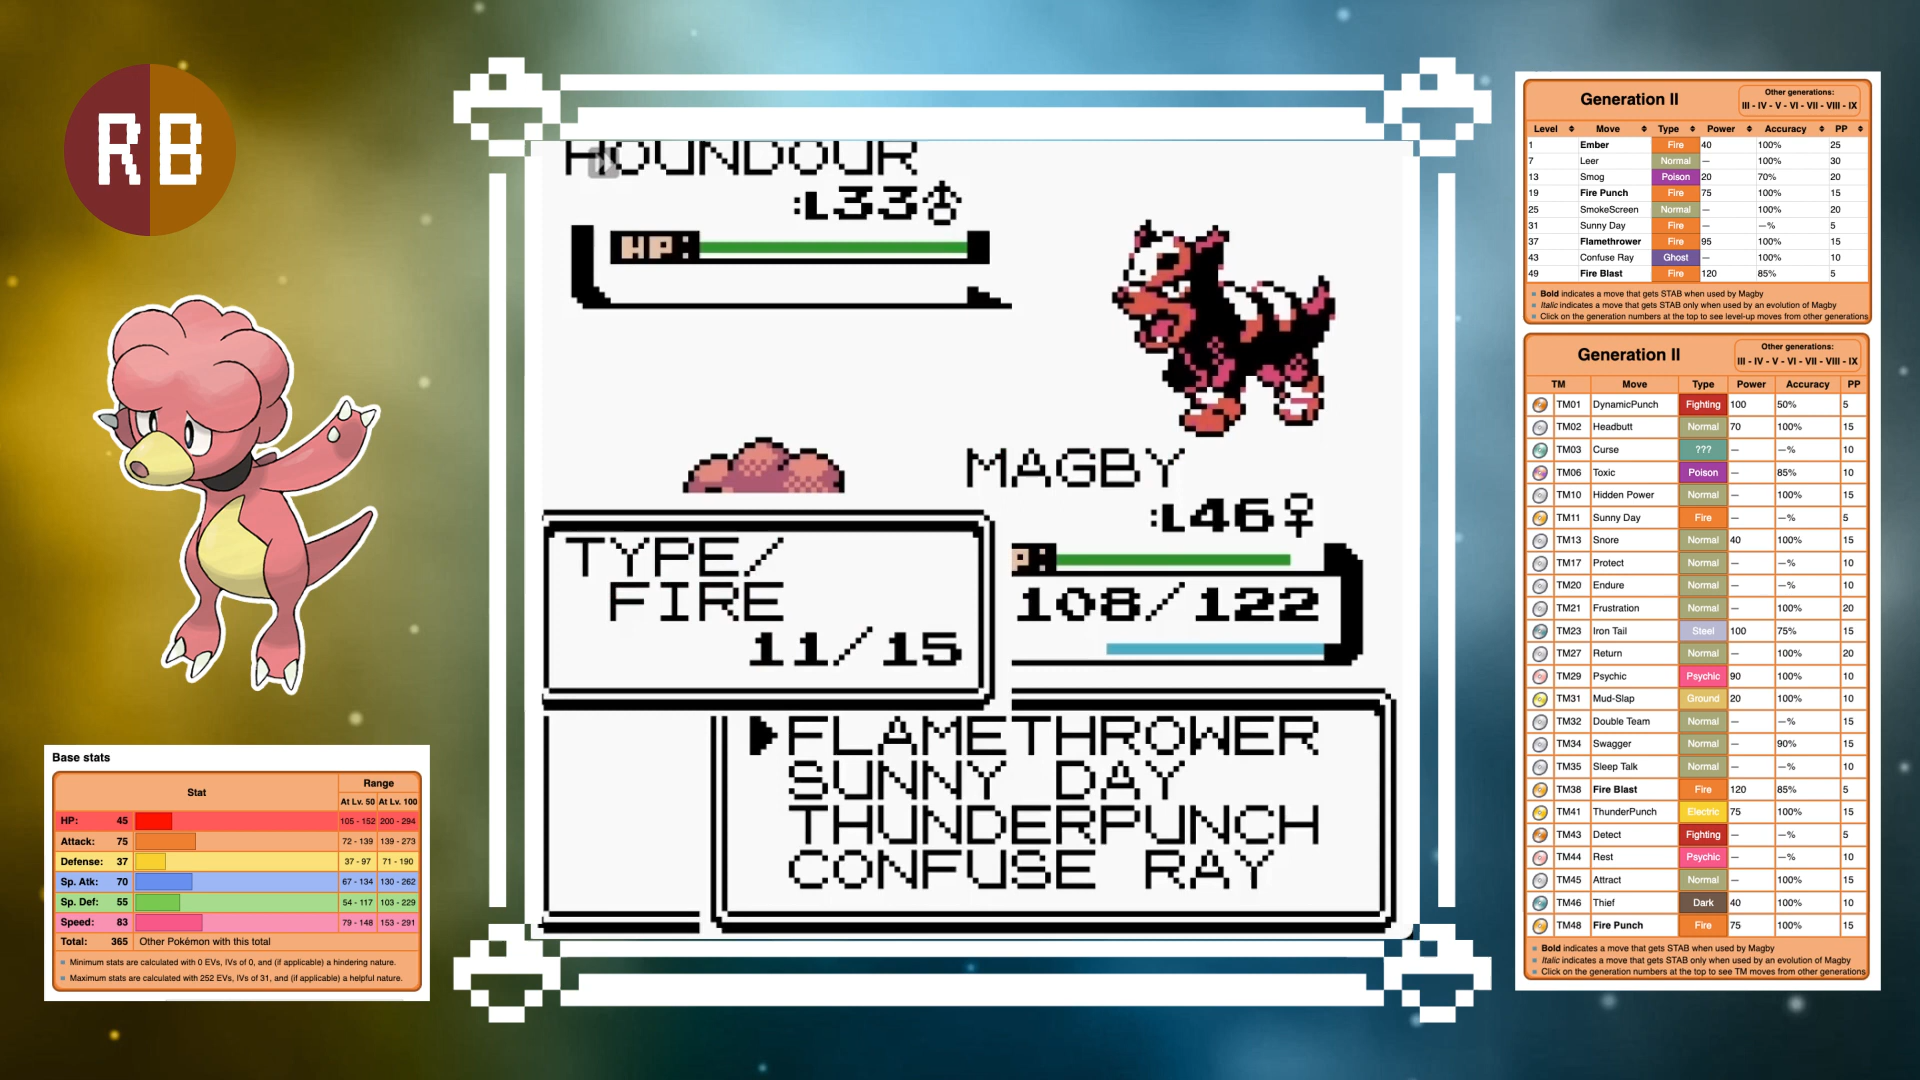 RB
HOUNDOUR
:L33♂
HP:
MAGBY
:L46♀
P:
108/122
TYPE/
FIRE
11/15
▶FLAMETHROWER
SUNNY DAY
THUNDERPUNCH
CONFUSE RAY
Base stats
Stat Range
At Lv. 50 At Lv. 100
HP: 45 105 - 152 200 - 294
Attack: 75 72 - 139 139 - 273
Defense: 37 37 - 97 71 - 190
Sp. Atk: 70 67 - 134 130 - 262
Sp. Def: 55 54 - 117 103 - 229
Speed: 83 79 - 148 153 - 291
Total: 365 Other Pokémon with this total
Minimum stats are calculated with 0 EVs, IVs of 0, and (if applicable) a hindering nature.
Maximum stats are calculated with 252 EVs, IVs of 31, and (if applicable) a helpful nature.
Generation II
Other generations:
III - IV - V - VI - VII - VIII - IX
Level Move Type Power Accuracy PP
1 Ember Fire 40 100% 25
7 Leer Normal — 100% 30
13 Smog Poison 20 70% 20
19 Fire Punch Fire 75 100% 15
25 SmokeScreen Normal — 100% 20
31 Sunny Day Fire — —% 5
37 Flamethrower Fire 95 100% 15
43 Confuse Ray Ghost — 100% 10
49 Fire Blast Fire 120 85% 5
Bold indicates a move that gets STAB when used by Magby
Italic indicates a move that gets STAB only when used by an evolution of Magby
Click on the generation numbers at the top to see level-up moves from other generations
Generation II
Other generations:
III - IV - V - VI - VII - VIII - IX
TM Move Type Power Accuracy PP
TM01 DynamicPunch Fighting 100 50% 5
TM02 Headbutt Normal 70 100% 15
TM03 Curse ??? — —% 10
TM06 Toxic Poison — 85% 10
TM10 Hidden Power Normal — 100% 15
TM11 Sunny Day Fire — —% 5
TM13 Snore Normal 40 100% 15
TM17 Protect Normal — —% 10
TM20 Endure Normal — —% 10
TM21 Frustration Normal — 100% 20
TM23 Iron Tail Steel 100 75% 15
TM27 Return Normal — 100% 20
TM29 Psychic Psychic 90 100% 10
TM31 Mud-Slap Ground 20 100% 10
TM32 Double Team Normal — —% 15
TM34 Swagger Normal — 90% 15
TM35 Sleep Talk Normal — —% 10
TM38 Fire Blast Fire 120 85% 5
TM41 ThunderPunch Electric 75 100% 15
TM43 Detect Fighting — —% 5
TM44 Rest Psychic — —% 10
TM45 Attract Normal — 100% 15
TM46 Thief Dark 40 100% 10
TM48 Fire Punch Fire 75 100% 15
Bold indicates a move that gets STAB when used by Magby
Italic indicates a move that gets STAB only when used by an evolution of Magby
Click on the generation numbers at the top to see TM moves from other generations